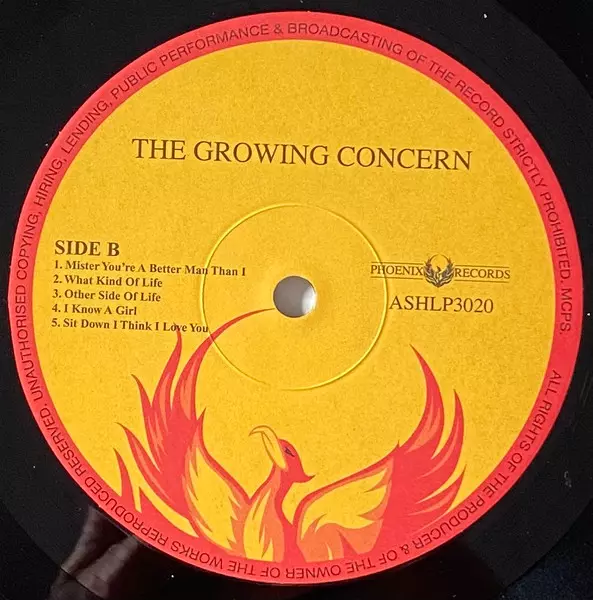 UNAUTHORISED COPYING, HIRING, LENDING, PUBLIC PERFORMANCE & BROADCASTING OF THE RECORD STRICTLY PROHIBITED. MCPS.
THE GROWING CONCERN
SIDE B
1. Mister You're A Better Man Than I
2. What Kind Of Life
3. Other Side Of Life
4. I Know A Girl
5. Sit Down I Think I Love You
PHOENIX RECORDS
ASHLP3020
ALL RIGHTS OF THE PRODUCER & OF THE OWNER OF THE WORKS REPRODUCED RESERVED.